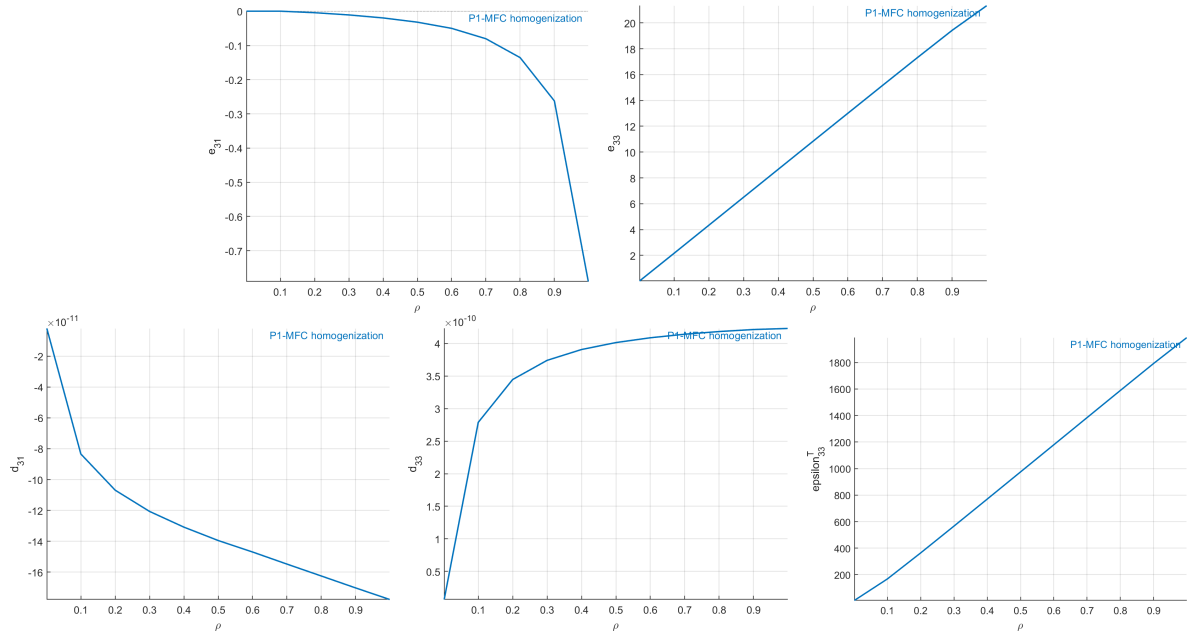 P1-MFC homogenization
0
-0.1
-0.2
-0.3
-0.4
-0.5
-0.6
-0.7
e31
0.1 0.2 0.3 0.4 0.5 0.6 0.7 0.8 0.9
ρ
P1-MFC homogenization
20
18
16
14
12
10
8
6
4
2
e33
0.1 0.2 0.3 0.4 0.5 0.6 0.7 0.8 0.9
ρ
×10-11
P1-MFC homogenization
-2
-4
-6
-8
-10
-12
-14
-16
d31
0.1 0.2 0.3 0.4 0.5 0.6 0.7 0.8 0.9
ρ
×10-10
P1-MFC homogenization
4
3.5
3
2.5
2
1.5
1
0.5
d33
0.1 0.2 0.3 0.4 0.5 0.6 0.7 0.8 0.9
ρ
P1-MFC homogenization
1800
1600
1400
1200
1000
800
600
400
200
epsilonT33
0.1 0.2 0.3 0.4 0.5 0.6 0.7 0.8 0.9
ρ